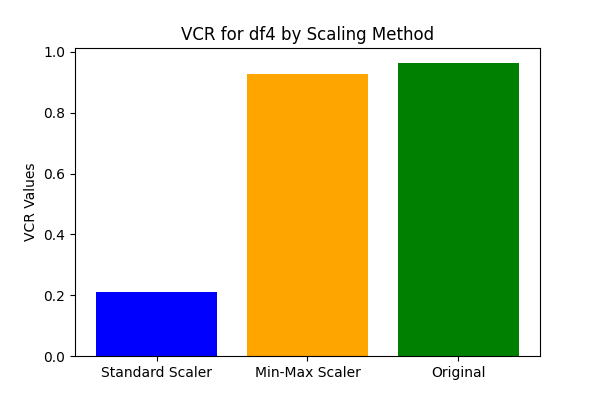 VCR for df4 by Scaling Method
VCR Values
1.0
0.8
0.6
0.4
0.2
0.0
Standard Scaler
Min-Max Scaler
Original